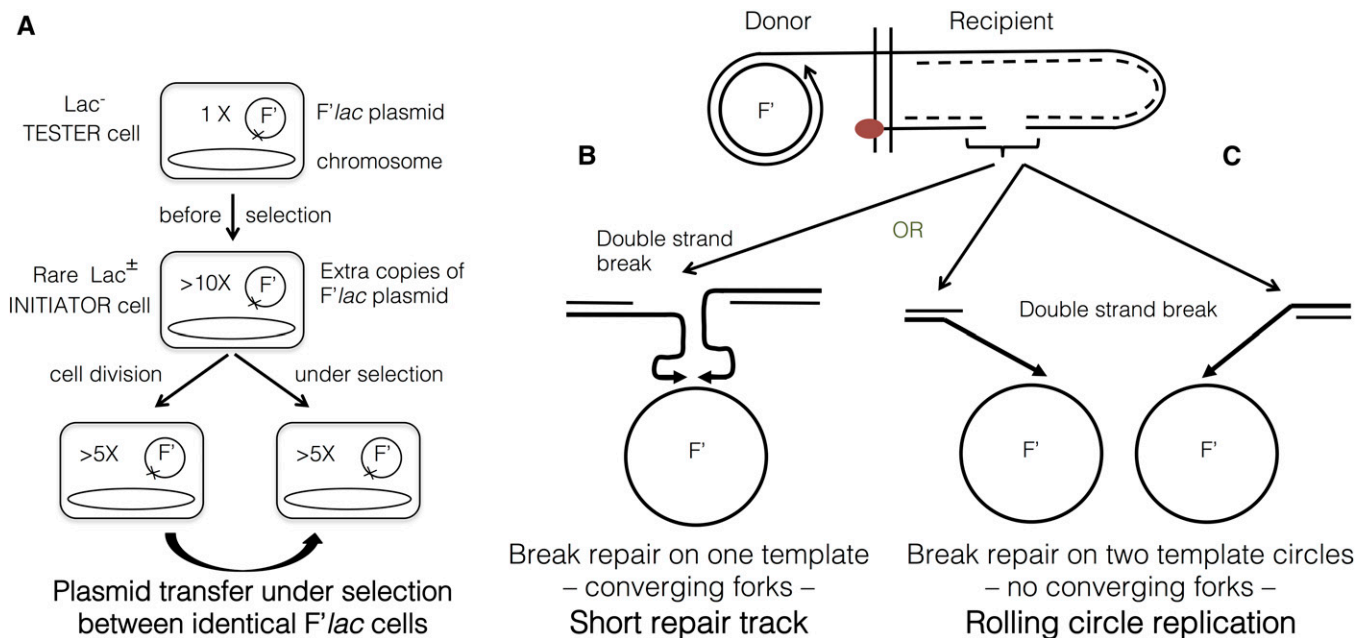 A
Lac⁻
TESTER cell
1 X
F'
F'lac plasmid
chromosome
before
selection
Rare Lac±
INITIATOR cell
>10X
F'
Extra copies of
F'lac plasmid
cell division
under selection
>5X
F'
>5X
F'
Plasmid transfer under selection
between identical F'lac cells
Donor
Recipient
F'
B
C
Double strand
break
OR
Double strand break
F'
F'
F'
Break repair on one template
– converging forks –
Short repair track
Break repair on two template circles
– no converging forks –
Rolling circle replication